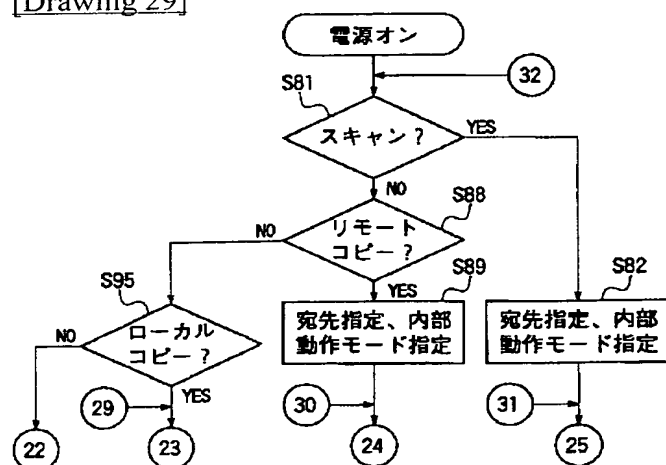 [Drawing 29]
電源オン
32
S81
スキャン?
YES
NO
S88
リモート
コピー?
NO
YES
S95
ローカル
コピー?
NO
YES
S89
宛先指定、内部
動作モード指定
S82
宛先指定、内部
動作モード指定
29
30
31
22
23
24
25